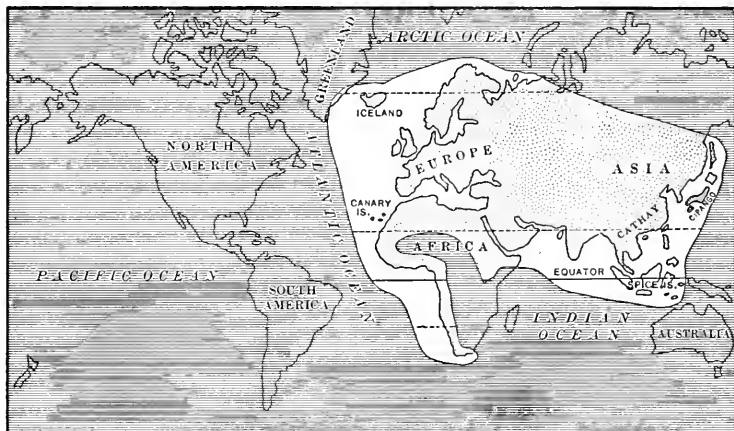 ARCTIC OCEAN
GREENLAND
ICELAND
NORTH
AMERICA
EUROPE
ASIA
ATLANTIC OCEAN
CANARY
IS.
CATHAY
CIPANGO
AFRICA
PACIFIC OCEAN
EQUATOR
SPICE IS.
SOUTH
AMERICA
INDIAN
OCEAN
AUSTRALIA